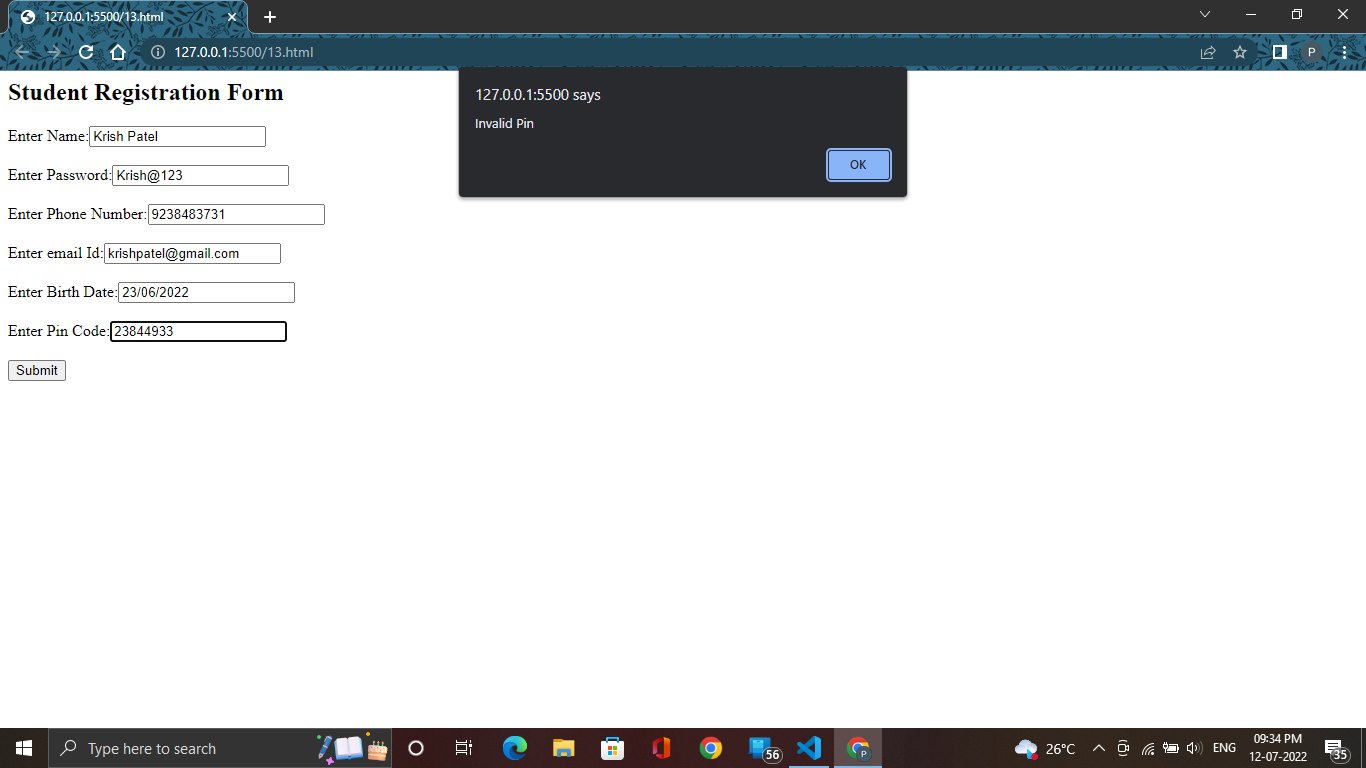 127.0.0.1:5500/13.html
127.0.0.1:5500/13.html
P
127.0.0.1:5500 says
Invalid Pin
OK
Student Registration Form
Enter Name:Krish Patel
Enter Password:Krish@123
Enter Phone Number:9238483731
Enter email Id:krishpatel@gmail.com
Enter Birth Date:23/06/2022
Enter Pin Code:23844933
Submit
Type here to search
56
P
26°C
ENG
09:34 PM
12-07-2022
35